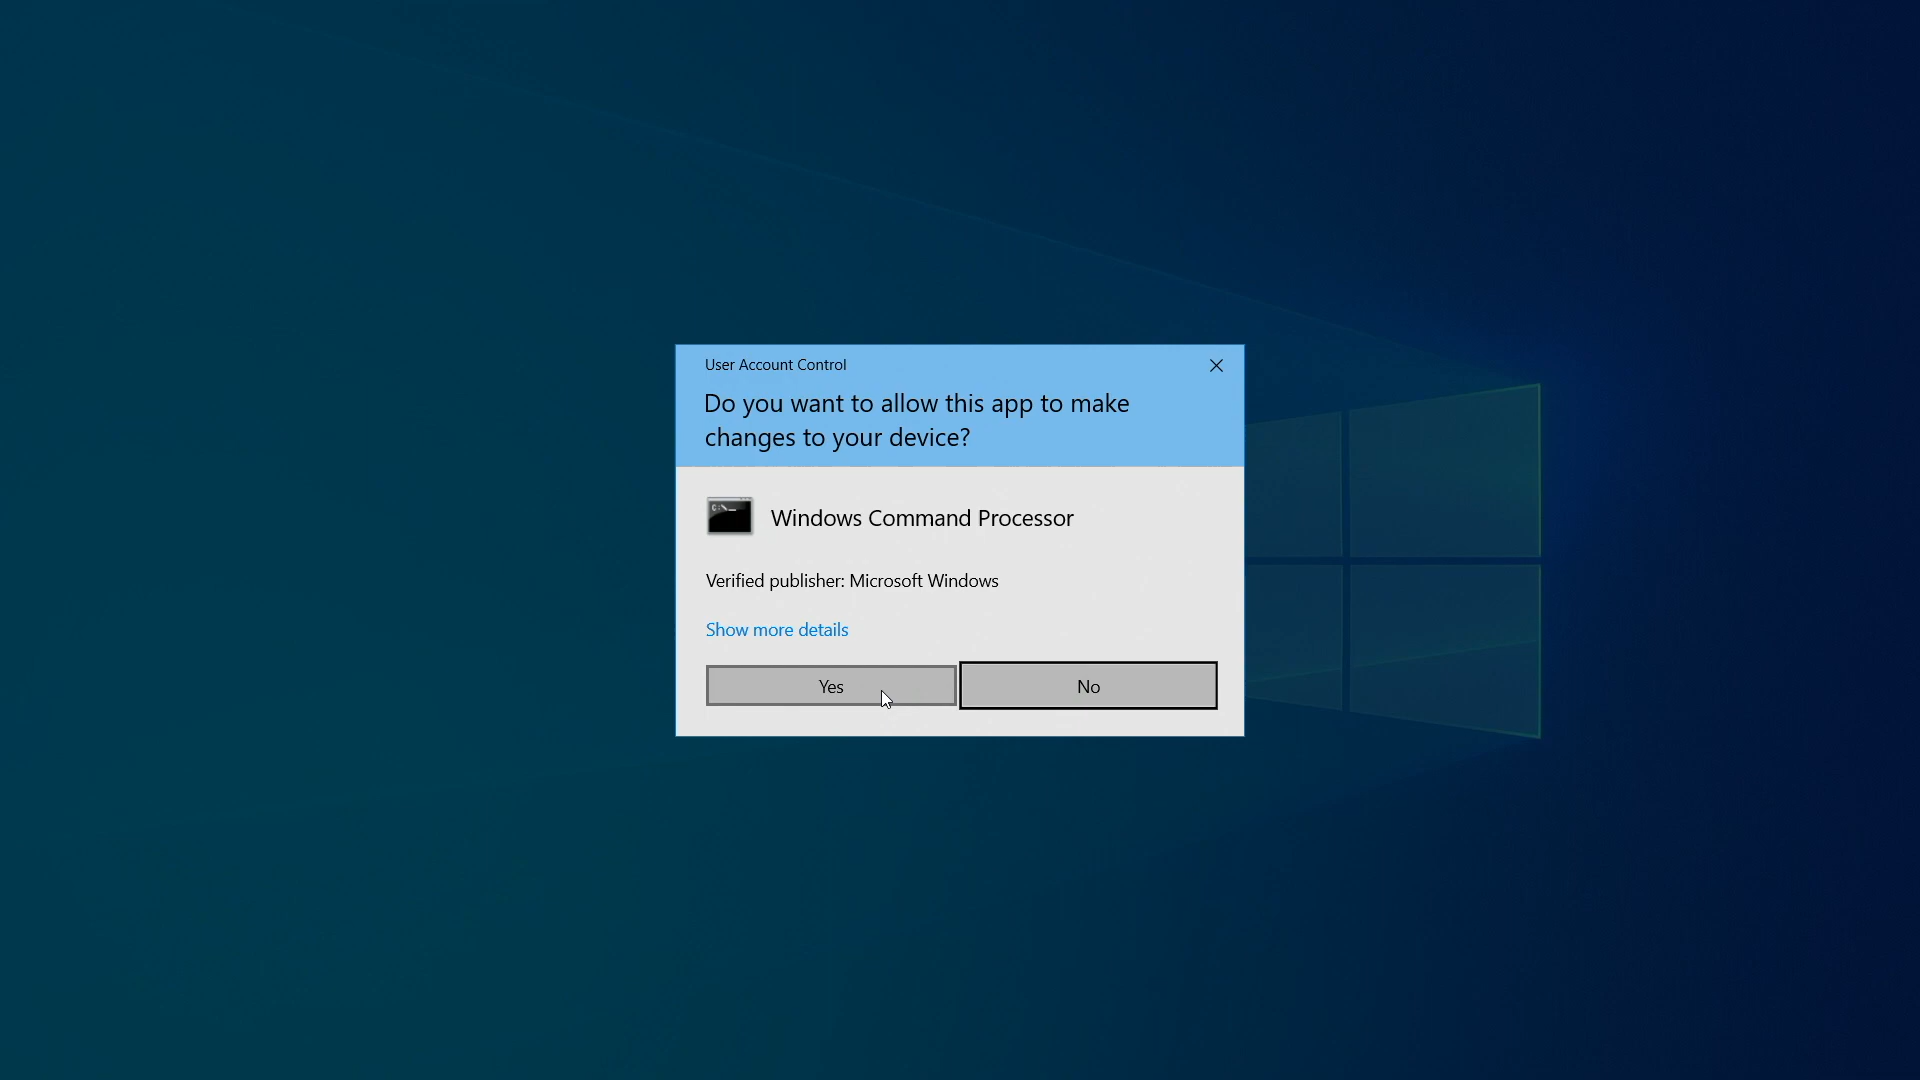 User Account Control
Do you want to allow this app to make
changes to your device?
C:\_
Windows Command Processor
Verified publisher: Microsoft Windows
Show more details
Yes
No